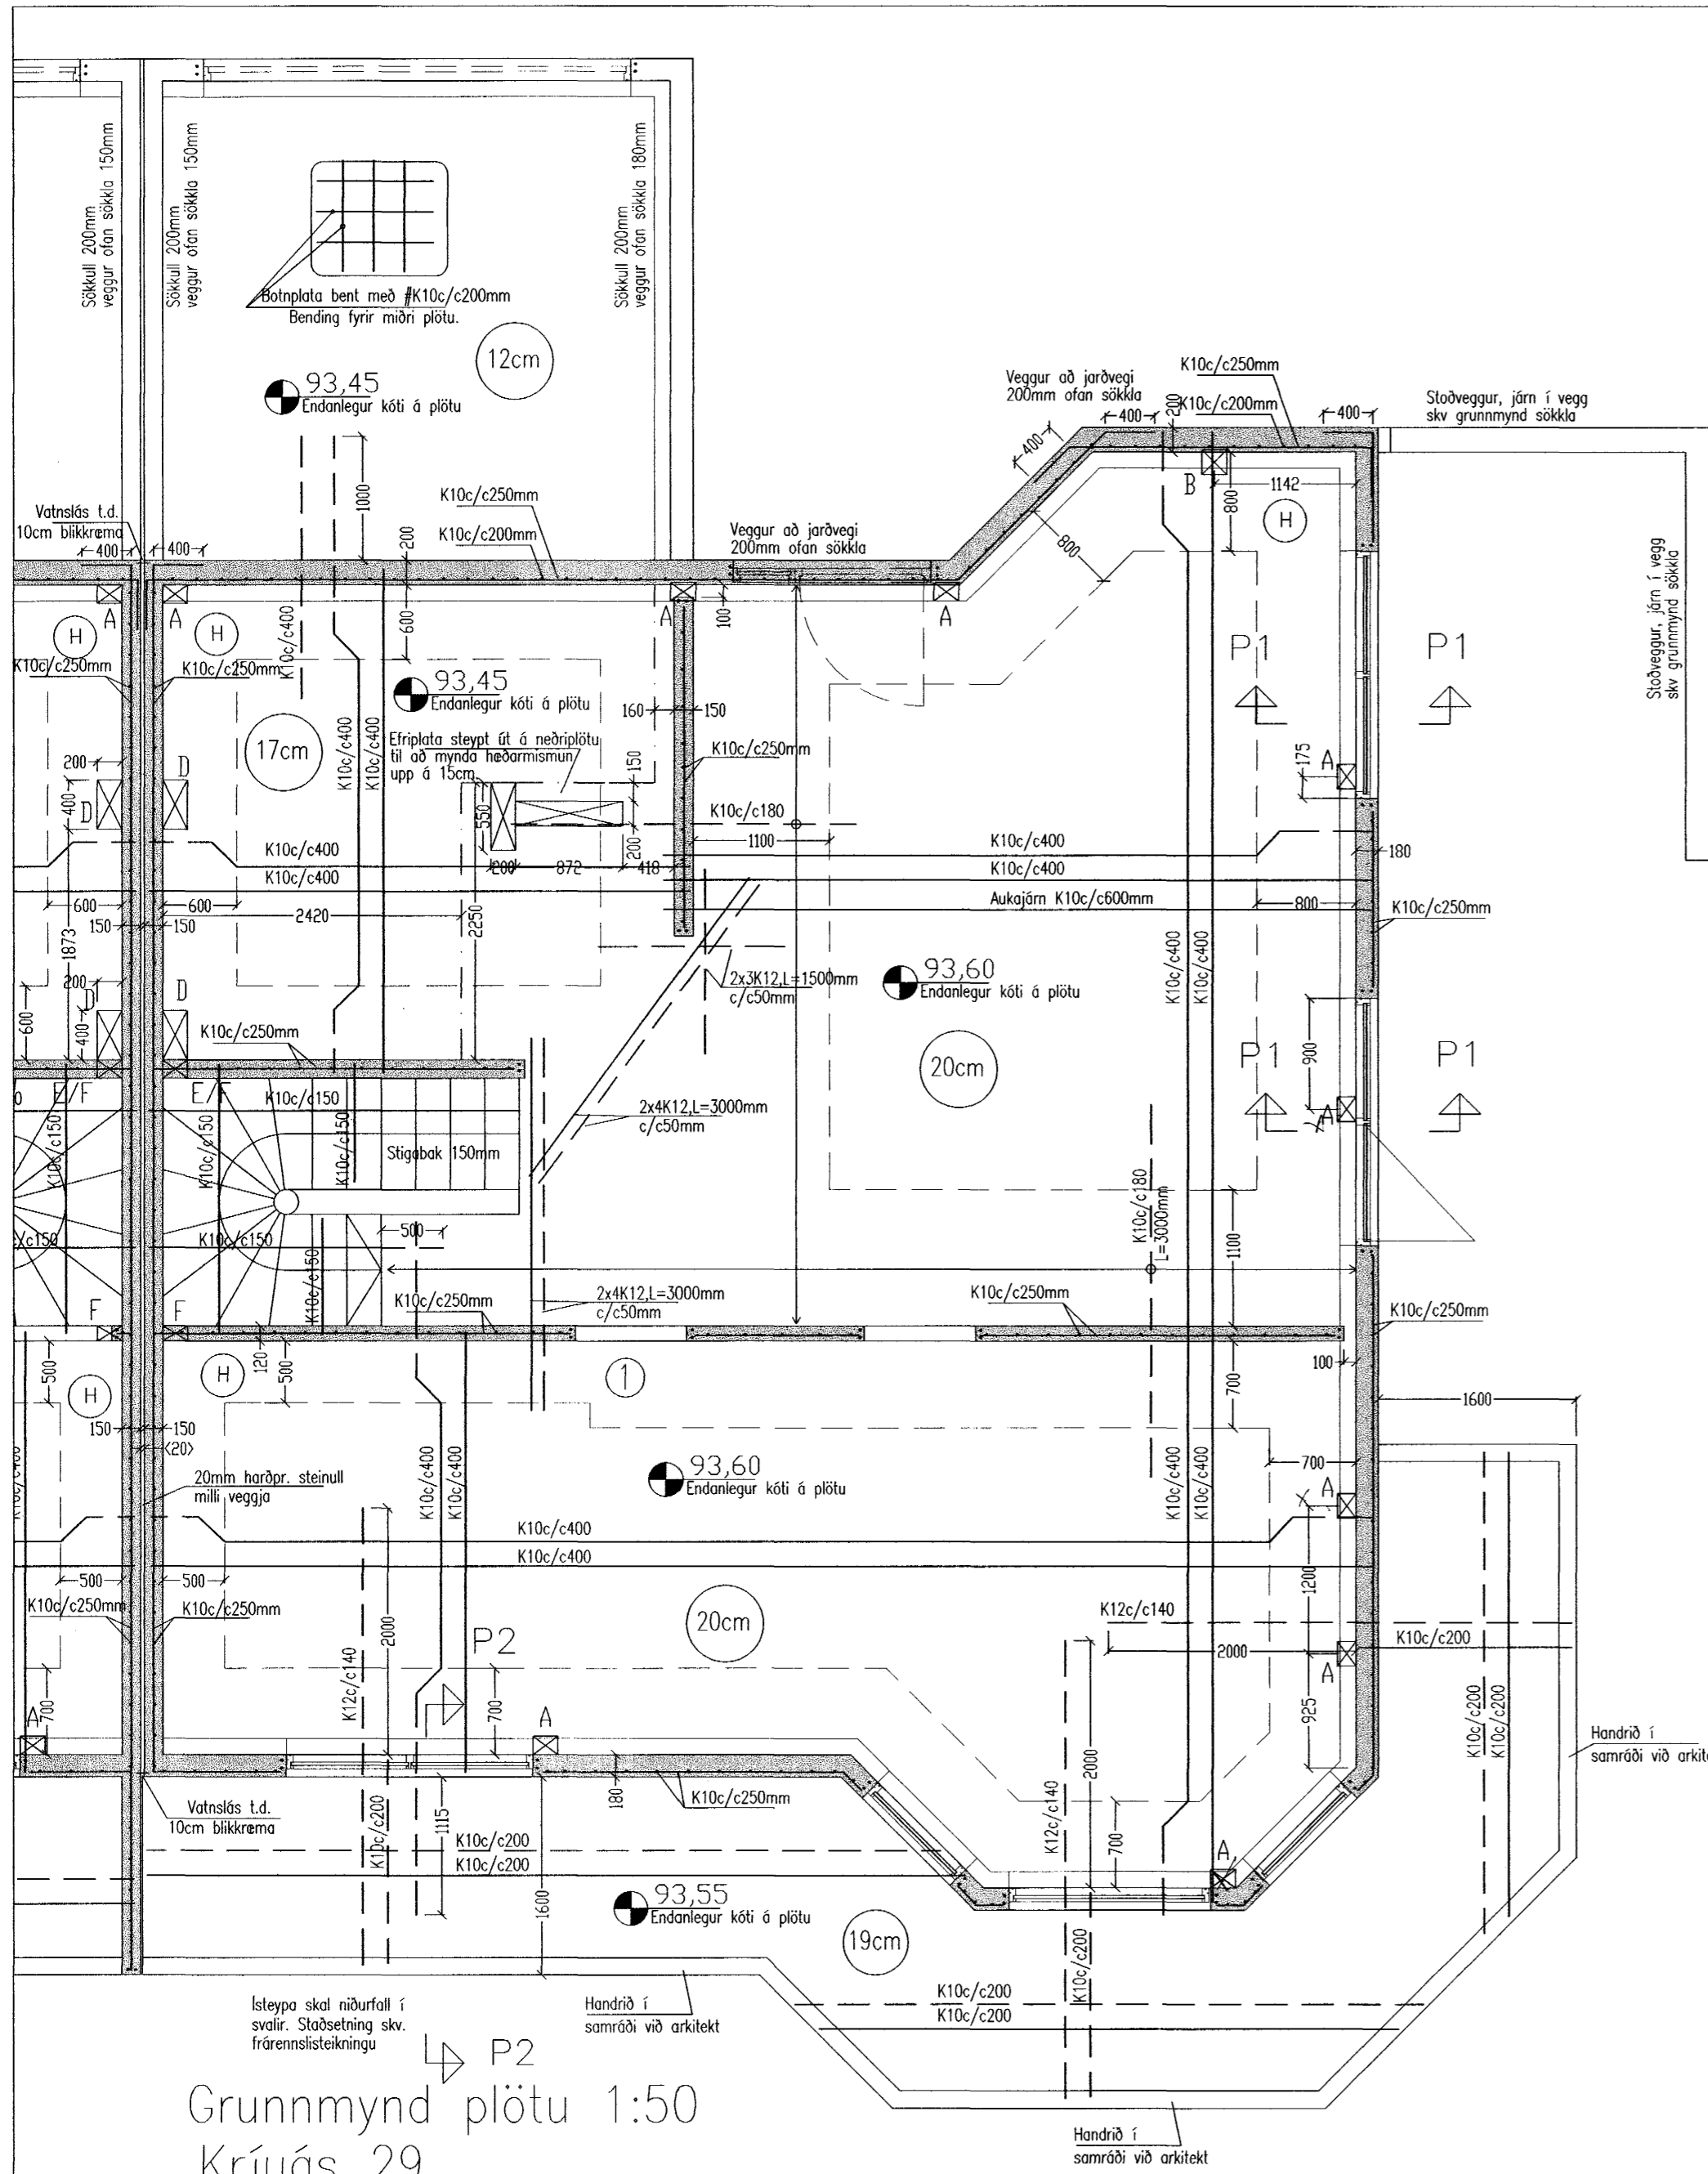 Sökkull 200mm
veggur ofan sökkla 150mm
Sökkull 200mm
veggur ofan sökkla 150mm
Sökkull 200mm
veggur ofan sökkla 180mm
Botnplata bent með #K10c/c200mm
Bending fyrir miðri plötu.
12cm
93,45
Endanlegur kóti á plötu
Veggur að jarðvegi
200mm ofan sökkla
K10c/c250mm
K10c/c200mm
200
400
400
400
Stoðveggur, járn í vegg
skv grunnmynd sökkla
Stoðveggur, járn í vegg
skv grunnmynd sökkla
1000
K10c/c250mm
K10c/c200mm
200
Vatnslás t.d.
10cm blikkræma
400
400
Veggur að jarðvegi
200mm ofan sökkla
B
1142
800
H
800
A
A
A
A
100
H
H
K10c/c250mm
K10c/c250mm
K10c/c400
600
93,45
Endanlegur kóti á plötu
160
150
P1
P1
17cm
K10c/c400
K10c/c400
Efriplata steypt út á neðriplötu
til að mynda hæðarmismun
upp á 15cm
150
K10c/c250mm
A
175
200
D
D
400
550
200
K10c/c180
1100
K10c/c400
K10c/c400
K10c/c400
K10c/c400
200
872
418
180
Aukajárn K10c/c600mm
800
K10c/c250mm
600
600
2420
2250
150
150
1873
K10c/c400
K10c/c400
93,60
Endanlegur kóti á plötu
2x3K12,L=1500mm
c/c50mm
200
D
D
600
400
K10c/c250mm
20cm
900
P1
P1
A
E/F
E/F
K10c/c150
K10c/c150
K10c/c150
K10c/c150
2x4K12,L=3000mm
c/c50mm
Stigabak 150mm
K10c/c180
L=3000mm
500
1100
c/c150
K10c/c150
K10c/c150
2x4K12,L=3000mm
c/c50mm
K10c/c250mm
K10c/c250mm
K10c/c250mm
F
F
120
500
500
H
H
1
700
100
1600
150
150
<20>
20mm harðpr. steinull
milli veggja
K10c/c400
K10c/c400
K10c/c400
93,60
Endanlegur kóti á plötu
K10c/c400
K10c/c400
700
A
K10c/c400
K10c/c400
500
500
K10c/c250mm
K10c/c250mm
1200
20cm
K12c/c140
2000
K10c/c200
A
2000
K12c/c140
P2
700
700
A
A
925
K10c/c200
K10c/c200
Handrið í
2000
samráði við arkite
180
K10c/c250mm
Vatnslás t.d.
10cm blikkræma
K10c/c200
1115
K12c/c140
700
K10c/c200
K10c/c200
A
1600
93,55
Endanlegur kóti á plötu
19cm
K10c/c200
Ísteypa skal niðurfall í
svalir. Staðsetning skv.
frárennslisteikningu
Handrið í
samráði við arkitekt
K10c/c200
K10c/c200
P2
Grunnmynd plötu 1:50
Kríuás 29
Handrið í
samráði við arkitekt